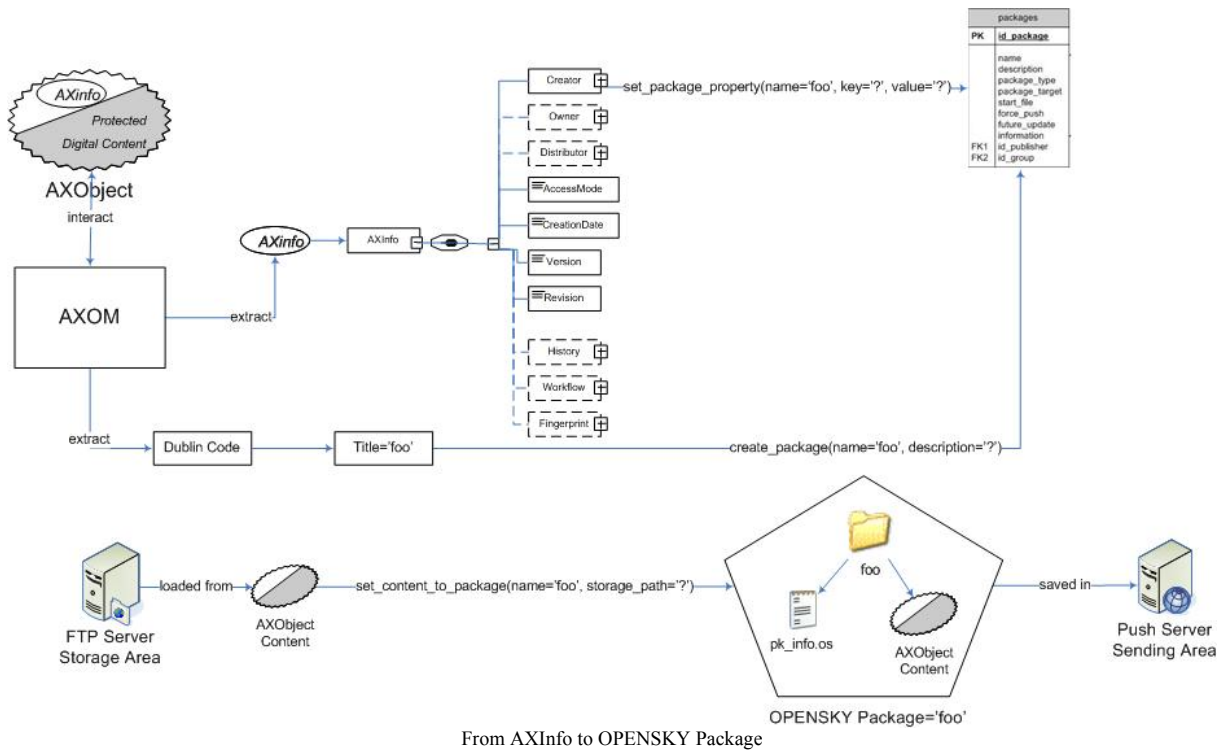 AXinfo
Protected
Digital Content
AXObject
interact
AXOM
extract
AXinfo
AXInfo
Creator
Owner
Distributor
AccessMode
CreationDate
Version
Revision
History
Workflow
Fingerprint
set_package_property(name='foo', key='?', value='?')
packages
PK id_package
name
description
package_type
package_target
start_file
force_push
future_update
information
FK1 id_publisher
FK2 id_group
extract
Dublin Code
Title='foo'
create_package(name='foo', description='?')
FTP Server
Storage Area
loaded from
AXObject
Content
set_content_to_package(name='foo', storage_path='?')
foo
pk_info.os
AXObject
Content
OPENSKY Package='foo'
saved in
Push Server
Sending Area
From AXInfo to OPENSKY Package